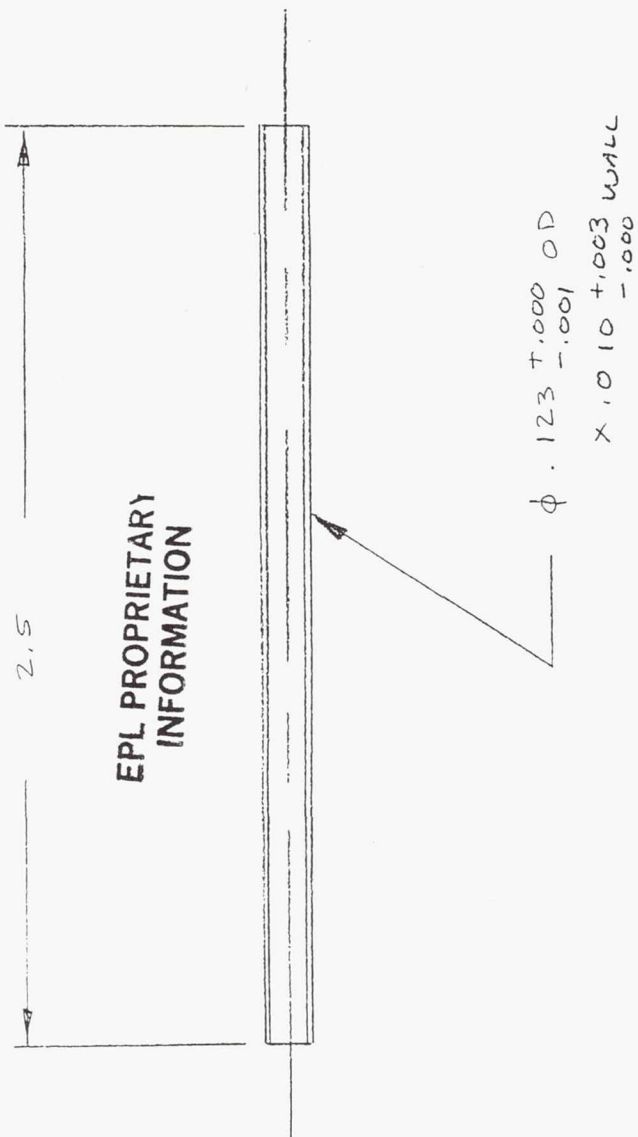 2.5
EPL PROPRIETARY
INFORMATION
φ .123 +.000 OD
-.001
x .010 +.003 WALL
-.000